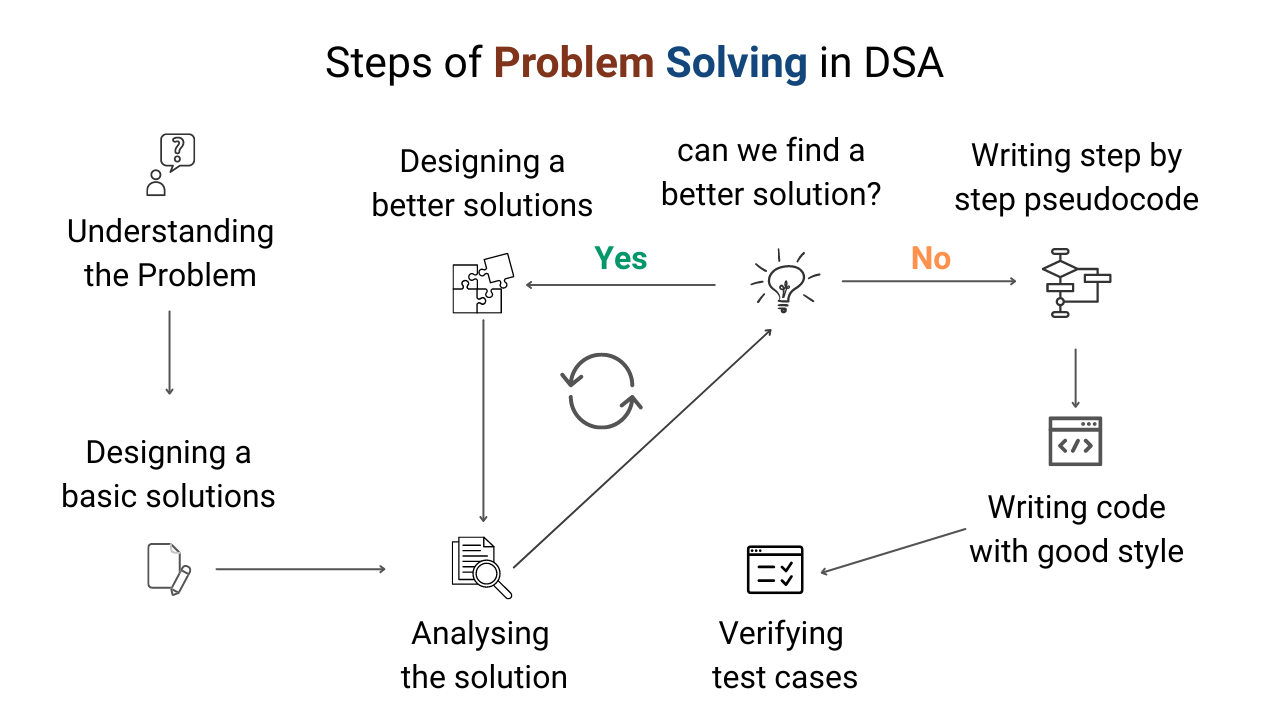 Steps of Problem Solving in DSA
?
Understanding
the Problem
Designing a
basic solutions
Analysing
the solution
Designing a
better solutions
Yes
can we find a
better solution?
No
Writing step by
step pseudocode
</>
Writing code
with good style
Verifying
test cases